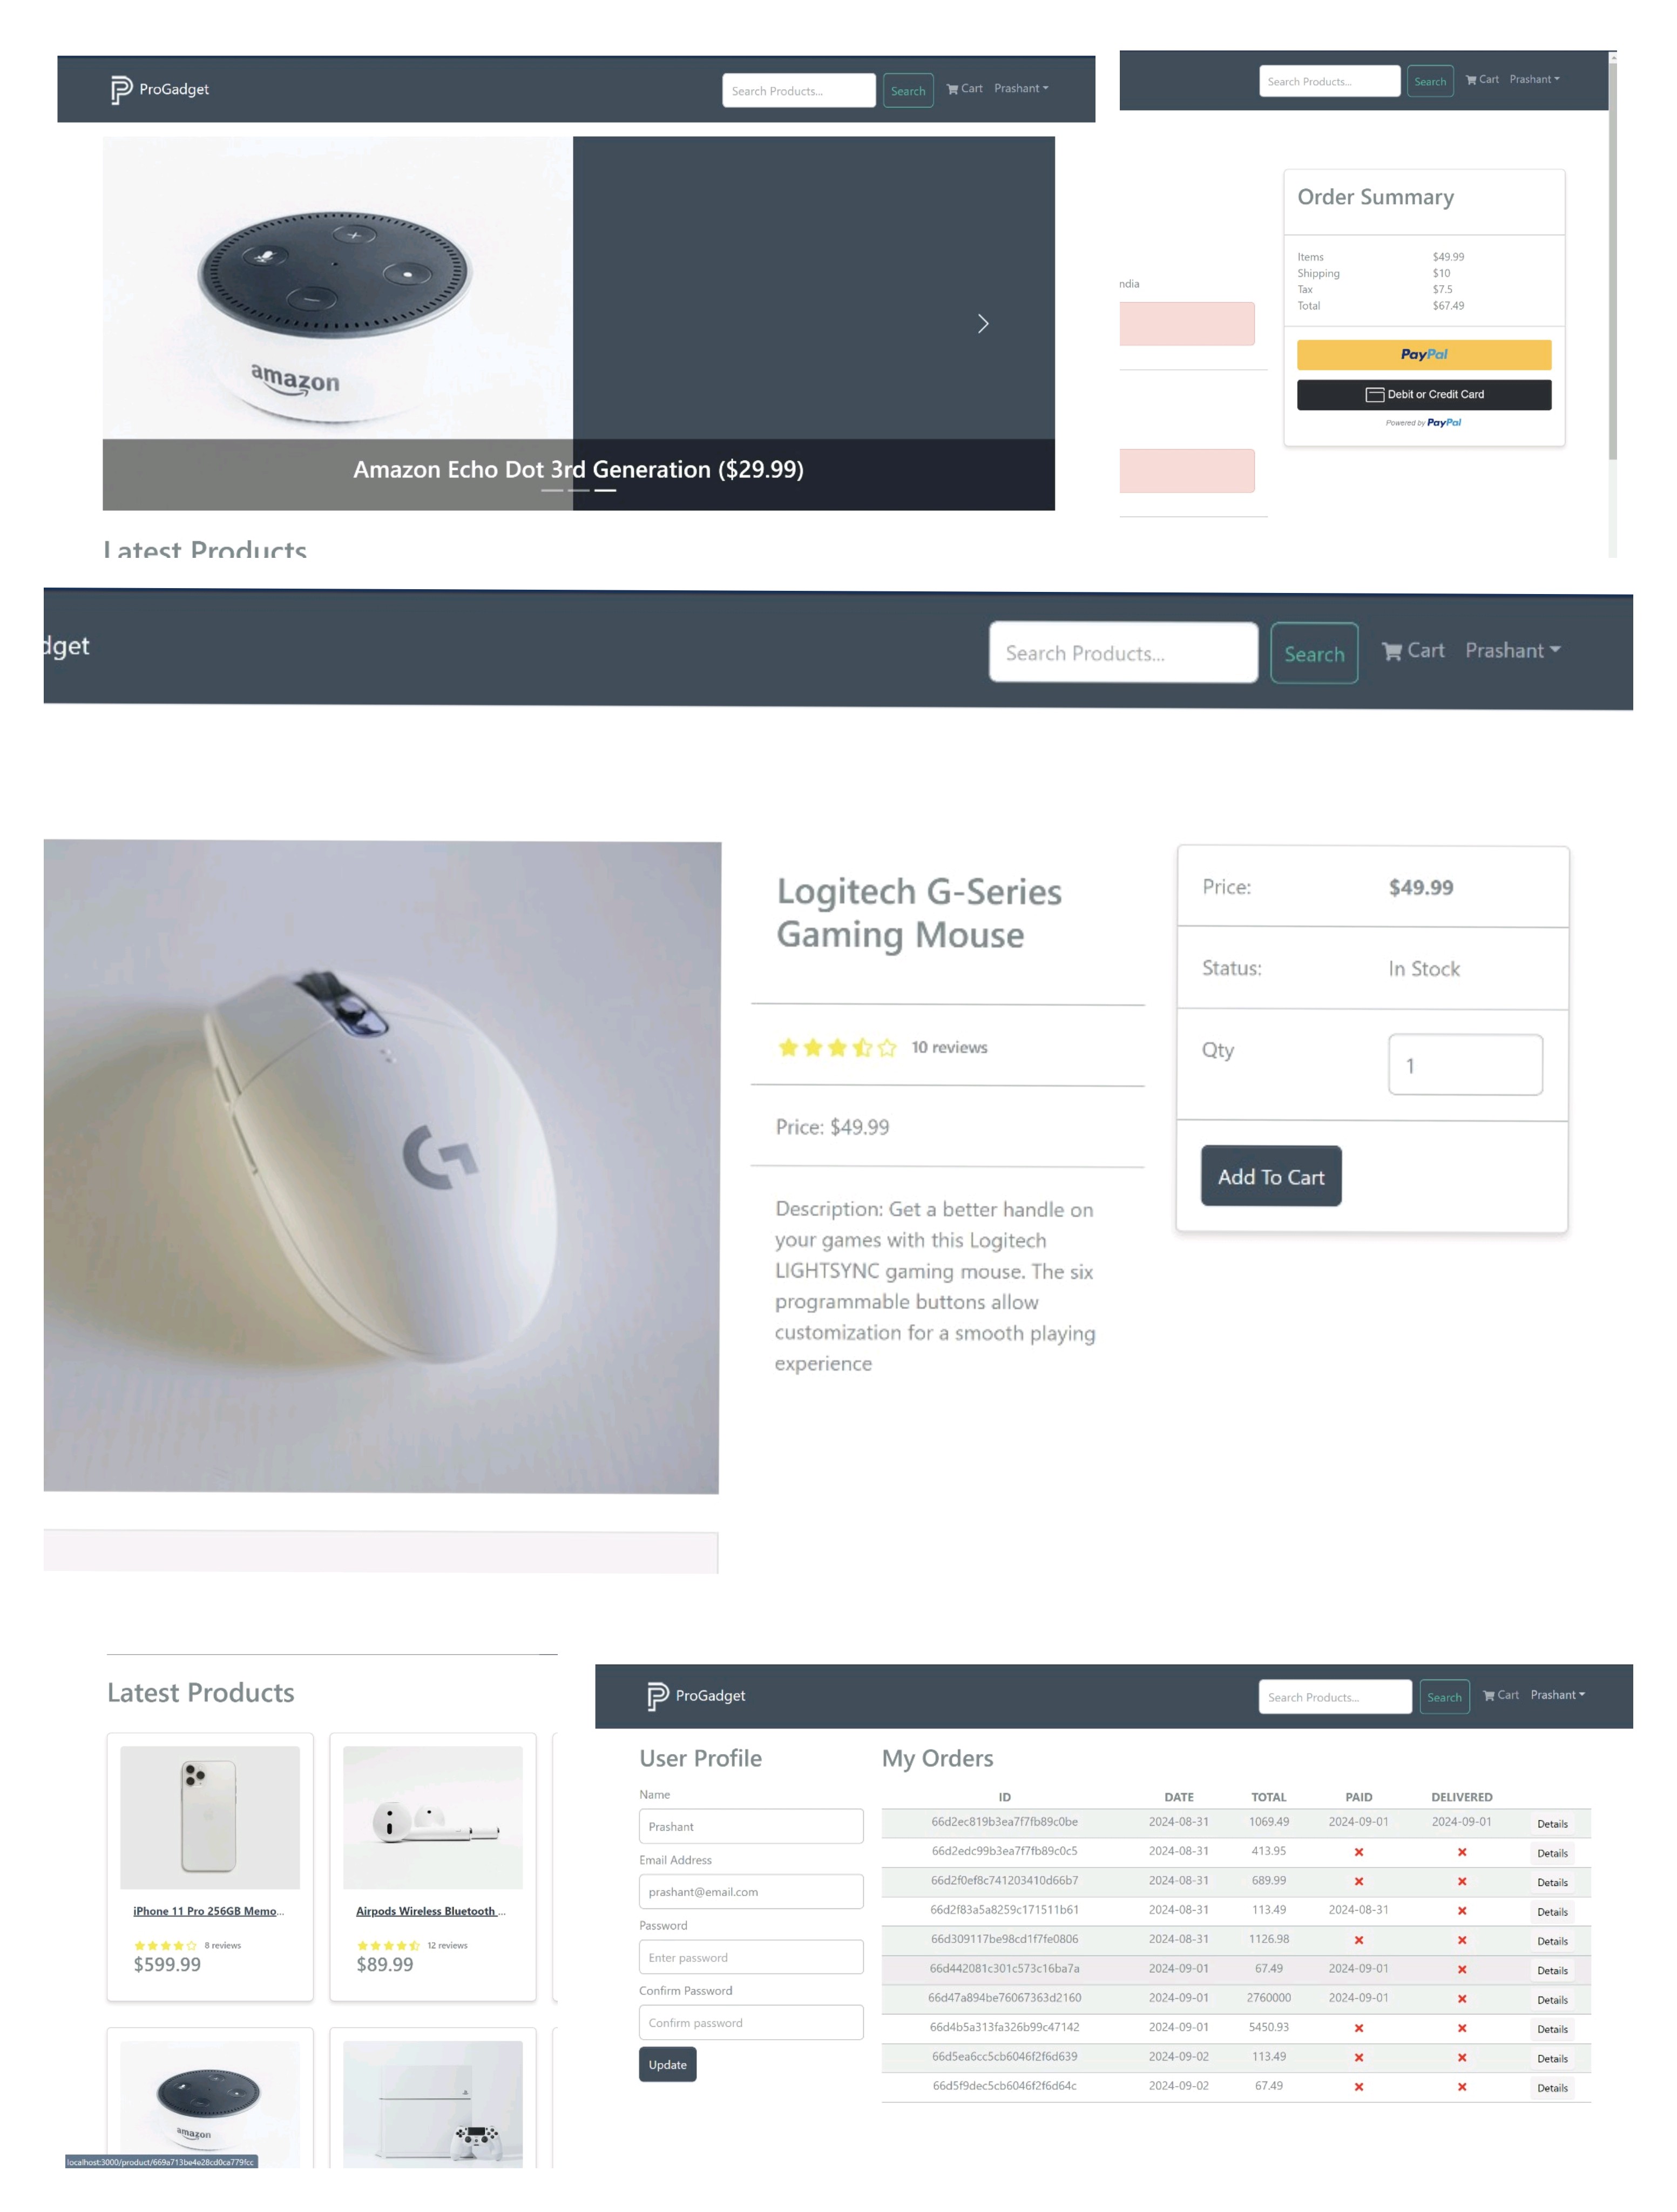 ProGadget
Search Products...
Search
Cart
Prashant
amazon
Amazon Echo Dot 3rd Generation ($29.99)
Latest Products
Search Products...
Search
Cart
Prashant
Order Summary
Items $49.99
Shipping $10
Tax $7.5
Total $67.49
ndia
PayPal
Debit or Credit Card
Powered by PayPal
dget
Search Products...
Search
Cart
Prashant
G
Logitech G-Series
Gaming Mouse
10 reviews
Price: $49.99
Description: Get a better handle on
your games with this Logitech
LIGHTSYNC gaming mouse. The six
programmable buttons allow
customization for a smooth playing
experience
Price: $49.99
Status: In Stock
Qty 1
Add To Cart
Latest Products
iPhone 11 Pro 256GB Memo...
8 reviews
$599.99
Airpods Wireless Bluetooth ...
12 reviews
$89.99
amazon
localhost:3000/product/669a713be4e28cd0ca779fcc
ProGadget
Search Products...
Search
Cart
Prashant
User Profile
Name
Prashant
Email Address
prashant@email.com
Password
Enter password
Confirm Password
Confirm password
Update
My Orders
ID DATE TOTAL PAID DELIVERED
66d2ec819b3ea7f7fb89c0be 2024-08-31 1069.49 2024-09-01 2024-09-01 Details
66d2edc99b3ea7f7fb89c0c5 2024-08-31 413.95 Details
66d2f0ef8c741203410d66b7 2024-08-31 689.99 Details
66d2f83a5a8259c171511b61 2024-08-31 113.49 2024-08-31 Details
66d309117be98cd1f7fe0806 2024-08-31 1126.98 Details
66d442081c301c573c16ba7a 2024-09-01 67.49 2024-09-01 Details
66d47a894be76067363d2160 2024-09-01 2760000 2024-09-01 Details
66d4b5a313fa326b99c47142 2024-09-01 5450.93 Details
66d5ea6cc5cb6046f2f6d639 2024-09-02 113.49 Details
66d5f9dec5cb6046f2f6d64c 2024-09-02 67.49 Details